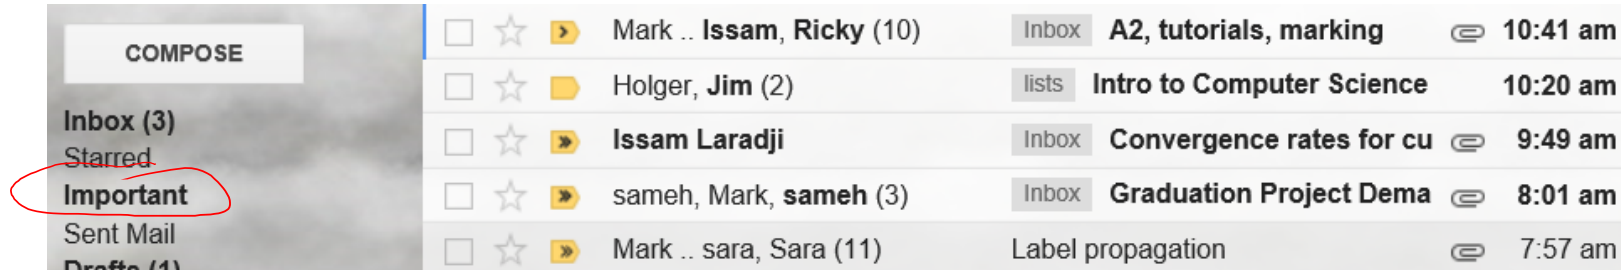 COMPOSE
Inbox (3)
Starred
Important
Sent Mail
Drafts (1)
Mark .. Issam, Ricky (10) Inbox A2, tutorials, marking 10:41 am
Holger, Jim (2) lists Intro to Computer Science 10:20 am
Issam Laradji Inbox Convergence rates for cu 9:49 am
sameh, Mark, sameh (3) Inbox Graduation Project Dema 8:01 am
Mark .. sara, Sara (11) Label propagation 7:57 am